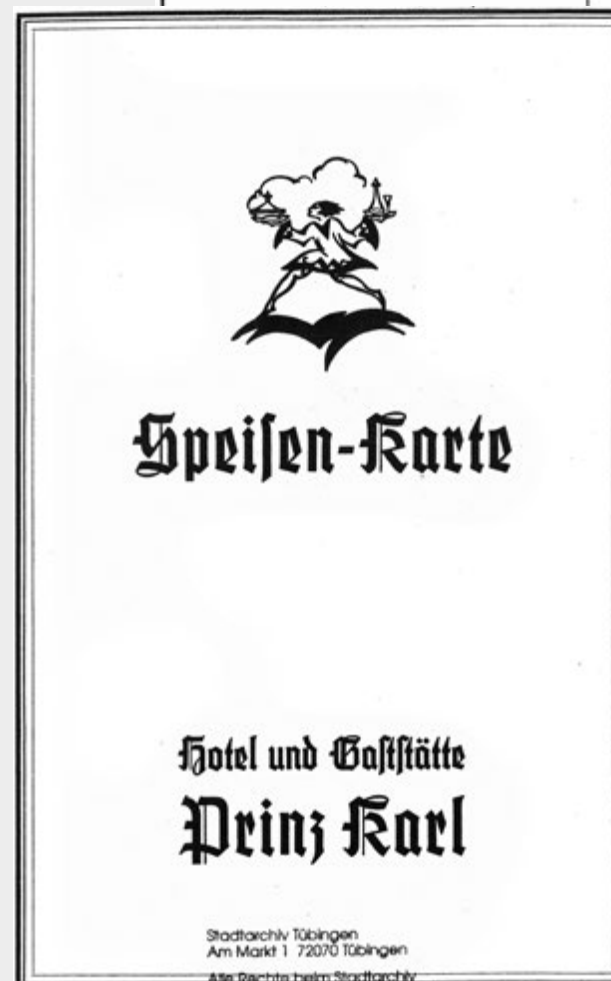 Speiſen-Karte
Hotel und Gaſtſtätte
Prinz Karl
Stadtarchiv Tübingen
Am Markt 1 72070 Tübingen
Alle Rechte beim Stadtarchiv